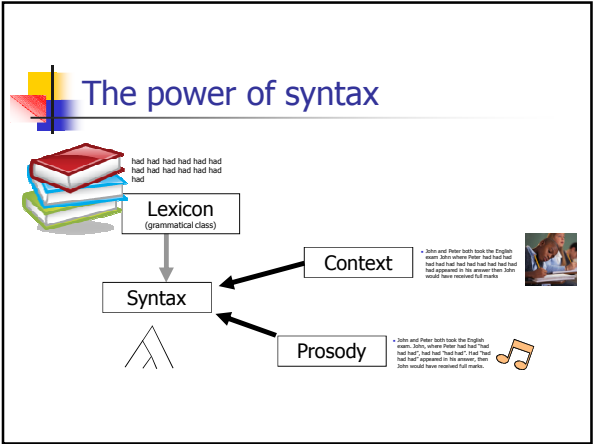 The power of syntax
had had had had had had
had had had had had had
had
Lexicon
(grammatical class)
Context
John and Peter both took the English
exam John where Peter had had had
had had had had had had had had had
had appeared in his answer then John
would have received full marks
Syntax
Prosody
John and Peter both took the English
exam. John, where Peter had had "had
had had", had had "had had". Had "had
had had" appeared in his answer, then
John would have received full marks.